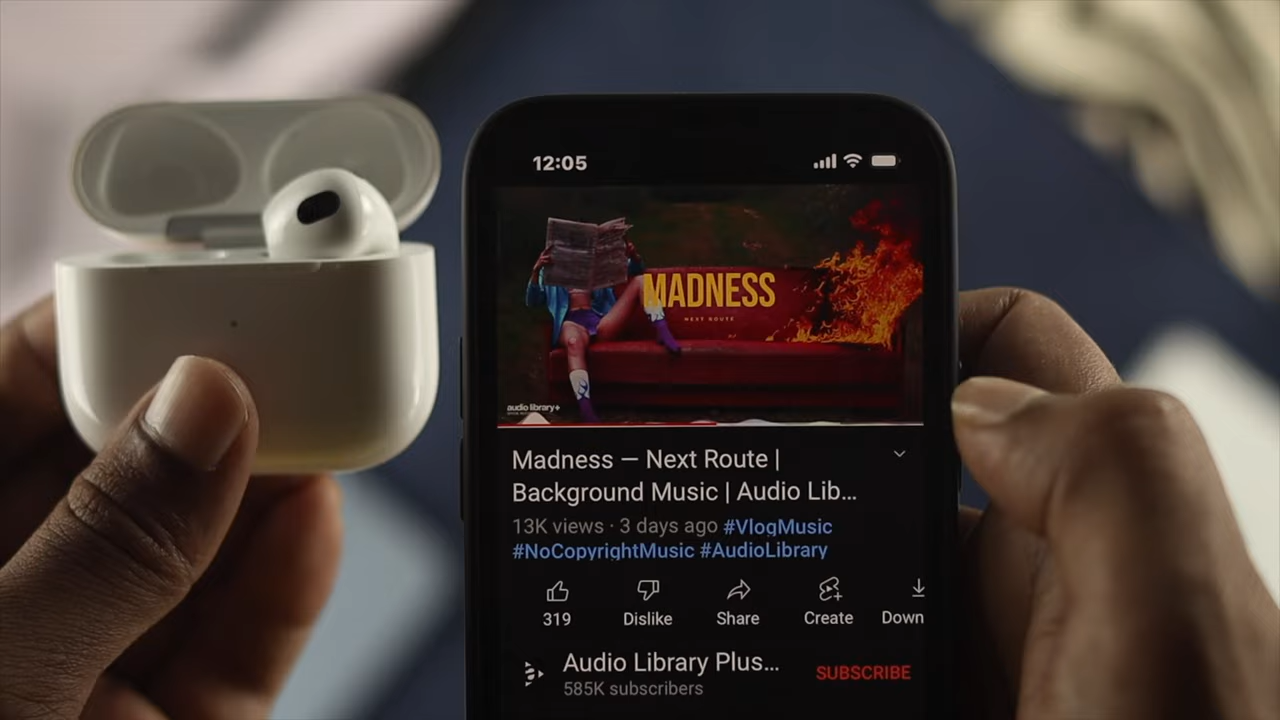 12:05
MADNESS
NEXT ROUTE
audio library+
Madness — Next Route |
Background Music | Audio Lib...
13K views · 3 days ago #VlogMusic
#NoCopyrightMusic #AudioLibrary
319
Dislike
Share
Create
Down
Audio Library Plus...
SUBSCRIBE
585K subscribers